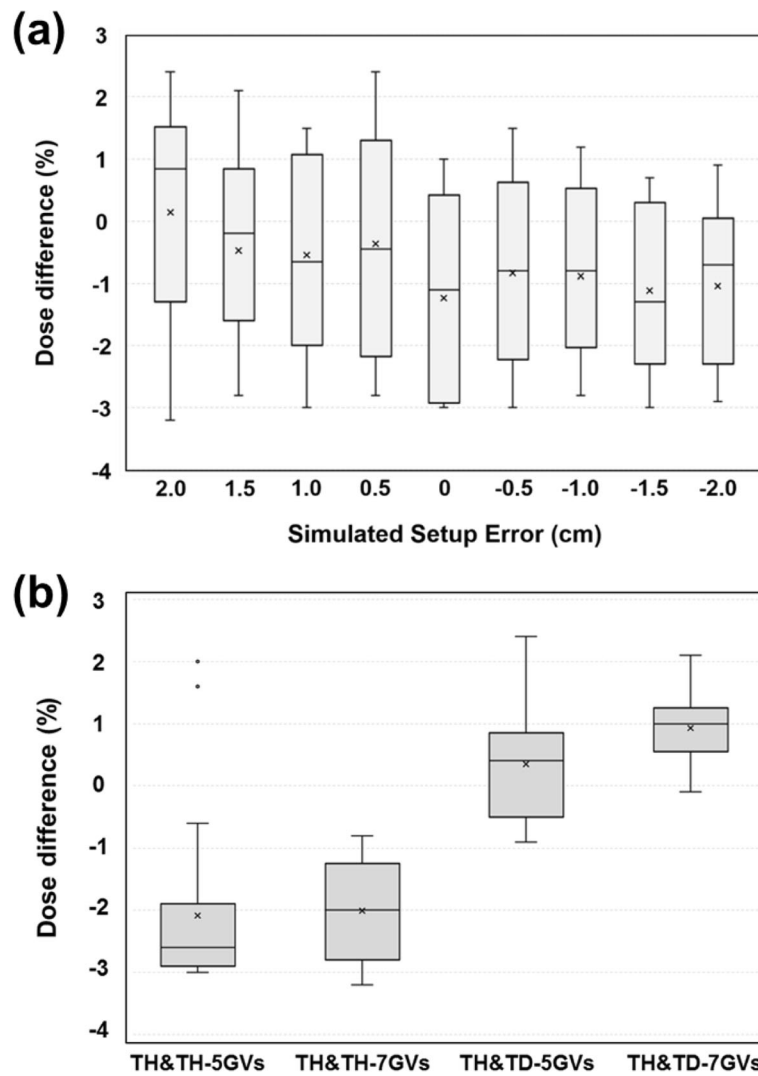 (a)
Dose difference (%)
3
2
1
0
-1
-2
-3
-4
2.0 1.5 1.0 0.5 0 -0.5 -1.0 -1.5 -2.0
Simulated Setup Error (cm)
(b)
Dose difference (%)
3
2
1
0
-1
-2
-3
-4
TH&TH-5GVs TH&TH-7GVs TH&TD-5GVs TH&TD-7GVs